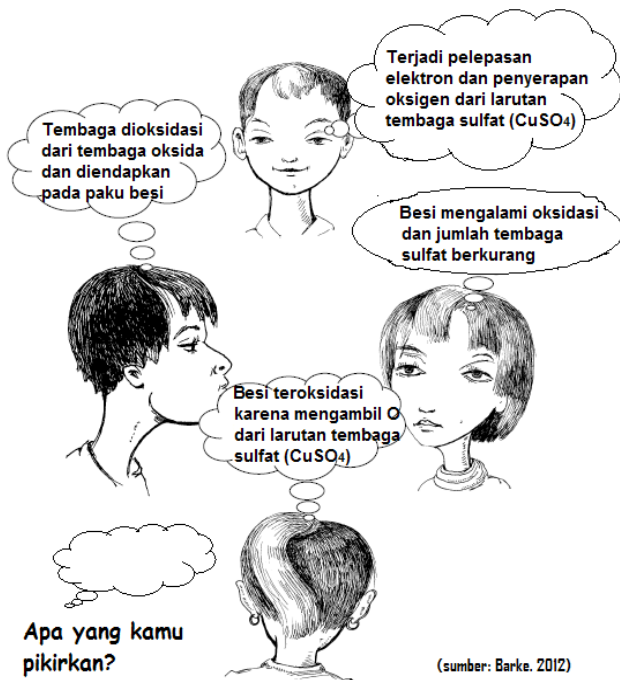 Terjadi pelepasan
elektron dan penyerapan
oksigen dari larutan
tembaga sulfat (CuSO4)
Tembaga dioksidasi
dari tembaga oksida
dan diendapkan
pada paku besi
Besi mengalami oksidasi
dan jumlah tembaga
sulfat berkurang
Besi teroksidasi
karena mengambil O
dari larutan tembaga
sulfat (CuSO4)
Apa yang kamu
pikirkan?
(sumber: Barke. 2012)